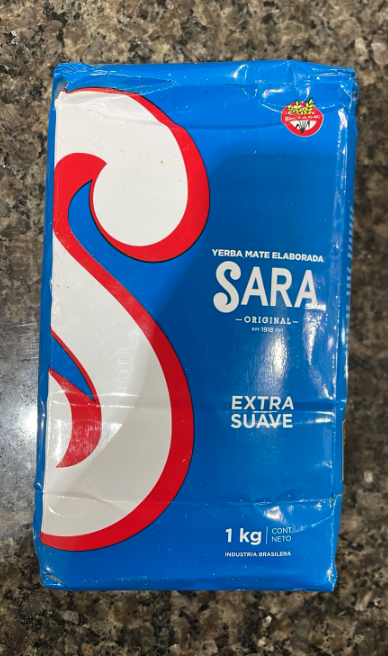 YERBA MATE ELABORADA
SARA
ORIGINAL
EST 1918
EXTRA
SUAVE
1 kg
CONT.
NETO
INDUSTRIA BRASILERA